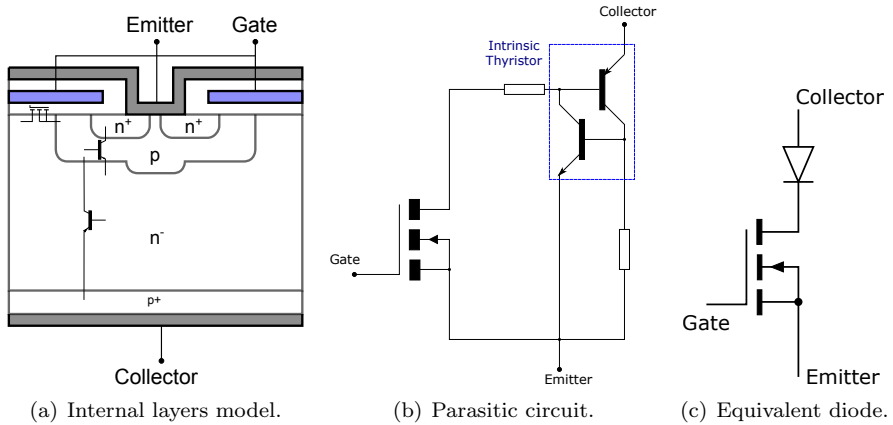 Emitter Gate
n⁺ n⁺
p
n⁻
p+
Collector
(a) Internal layers model.
Collector
Intrinsic
Thyristor
Gate
Emitter
(b) Parasitic circuit.
Collector
Gate
Emitter
(c) Equivalent diode.